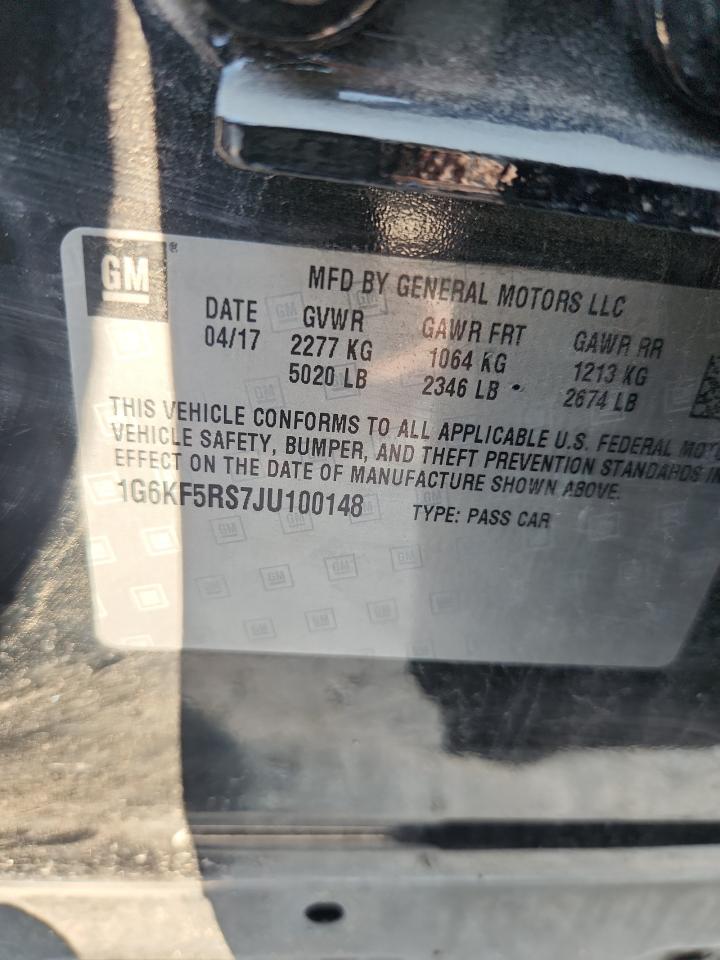 GM ®
MFD BY GENERAL MOTORS LLC
DATE GVWR GAWR FRT GAWR RR
04/17 2277 KG 1064 KG 1213 KG
5020 LB 2346 LB 2674 LB
THIS VEHICLE CONFORMS TO ALL APPLICABLE U.S. FEDERAL
VEHICLE SAFETY, BUMPER, AND THEFT PREVENTION STANDARDS IN
EFFECT ON THE DATE OF MANUFACTURE SHOWN ABOVE.
1G6KF5RS7JU100148 TYPE: PASS CAR